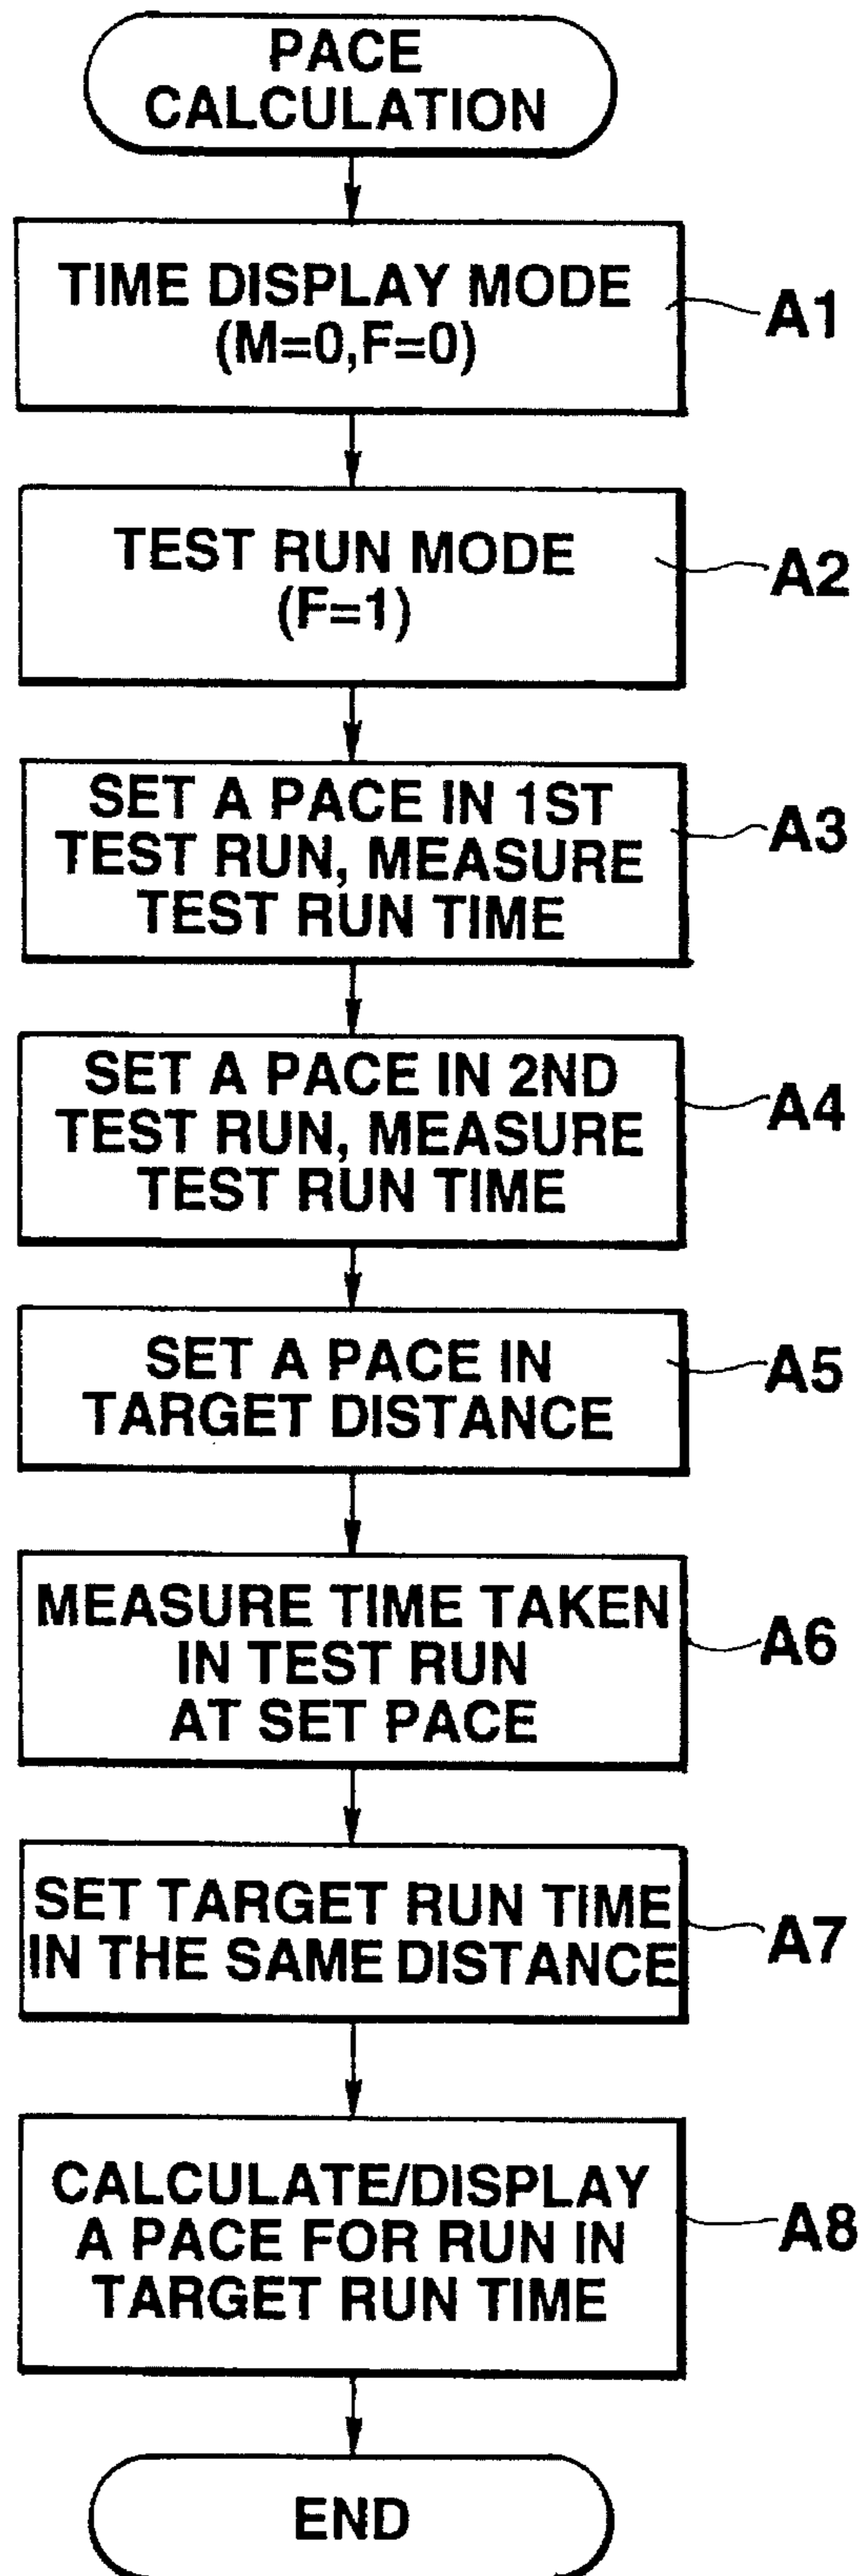 PACE
CALCULATION
TIME DISPLAY MODE
(M=0,F=0)
A1
TEST RUN MODE
(F=1)
A2
SET A PACE IN 1ST
TEST RUN, MEASURE
TEST RUN TIME
A3
SET A PACE IN 2ND
TEST RUN, MEASURE
TEST RUN TIME
A4
SET A PACE IN
TARGET DISTANCE
A5
MEASURE TIME TAKEN
IN TEST RUN
AT SET PACE
A6
SET TARGET RUN TIME
IN THE SAME DISTANCE
A7
CALCULATE/DISPLAY
A PACE FOR RUN IN
TARGET RUN TIME
A8
END